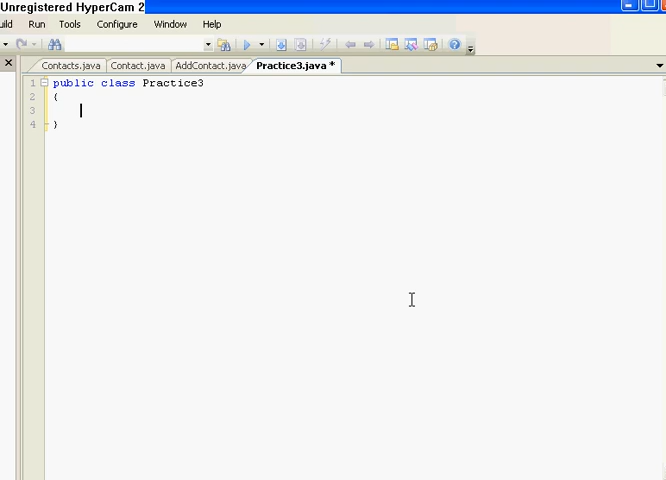 Unregistered HyperCam 2
uild Run Tools Configure Window Help
Contacts.java Contact.java AddContact.java Practice3.java *
1 public class Practice3
2 {
3
4 }